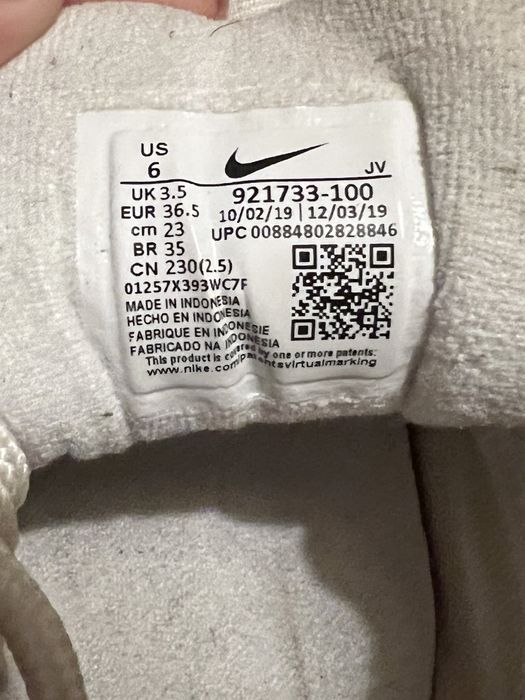 US
6
JV
UK 3.5
EUR 36.5
cm 23
BR 35
CN 230(2.5)
921733-100
10/02/19 | 12/03/19
UPC 00884802828846
01257X393WC7F
MADE IN INDONESIA
HECHO EN INDONESIA
FABRIQUE EN INDONESIE
FABRICADO NA INDONESIA
This product is covered by one or more patents:
www.nike.com/patentsvirtualmarking